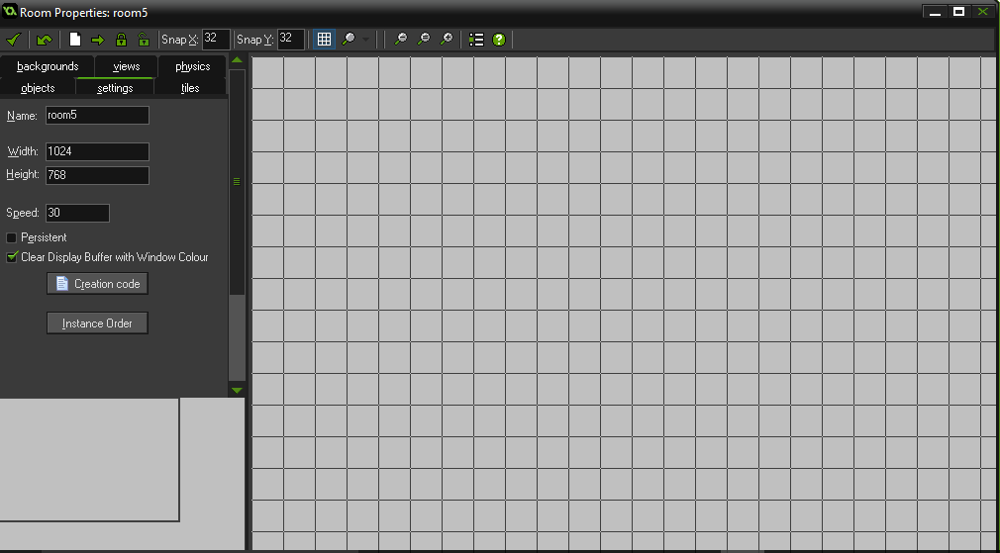 Room Properties: room5
Snap X: 32 Snap Y: 32
backgrounds views physics
objects settings tiles
Name: room5
Width: 1024
Height: 768
Speed: 30
Persistent
Clear Display Buffer with Window Colour
Creation code
Instance Order